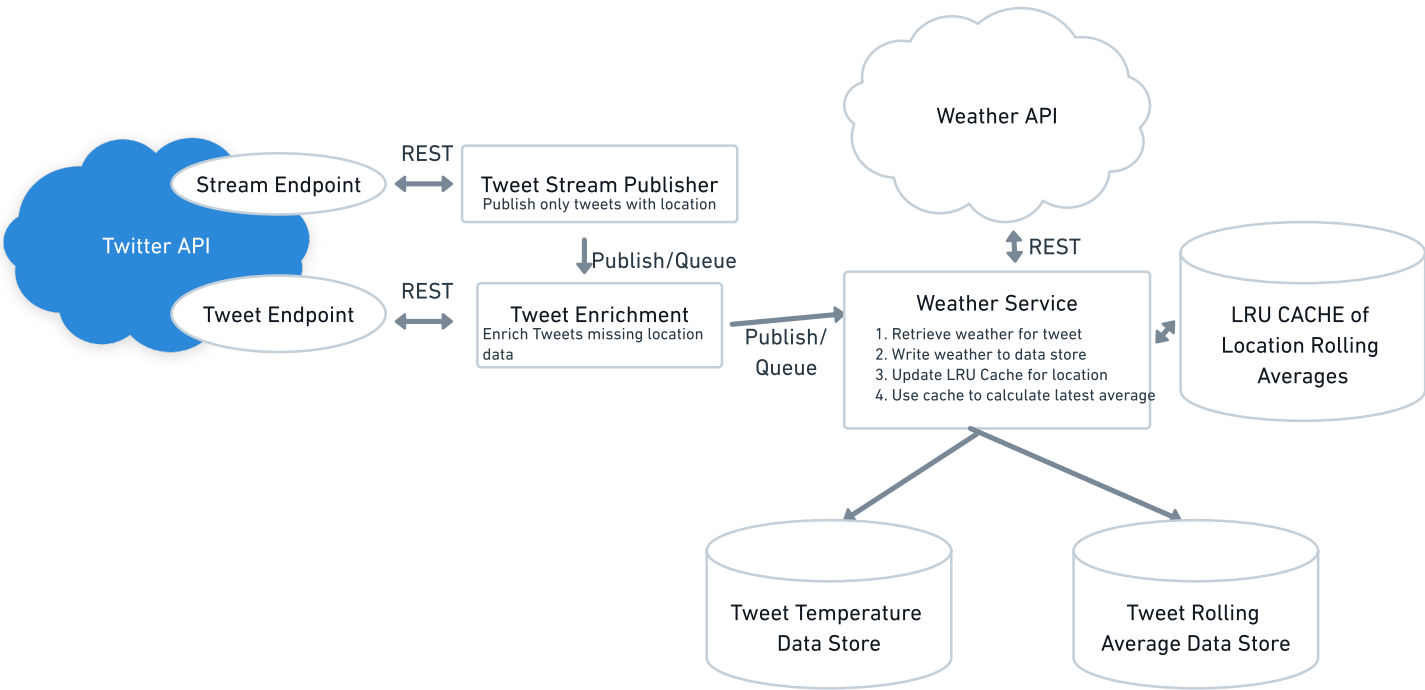 Weather API
REST
Stream Endpoint
Tweet Stream Publisher
Publish only tweets with location
Twitter API
REST
Publish/Queue
REST
Tweet Endpoint
Tweet Enrichment
Enrich Tweets missing location
data
Publish/
Queue
Weather Service
1. Retrieve weather for tweet
2. Write weather to data store
3. Update LRU Cache for location
4. Use cache to calculate latest average
LRU CACHE of
Location Rolling
Averages
Tweet Temperature
Data Store
Tweet Rolling
Average Data Store